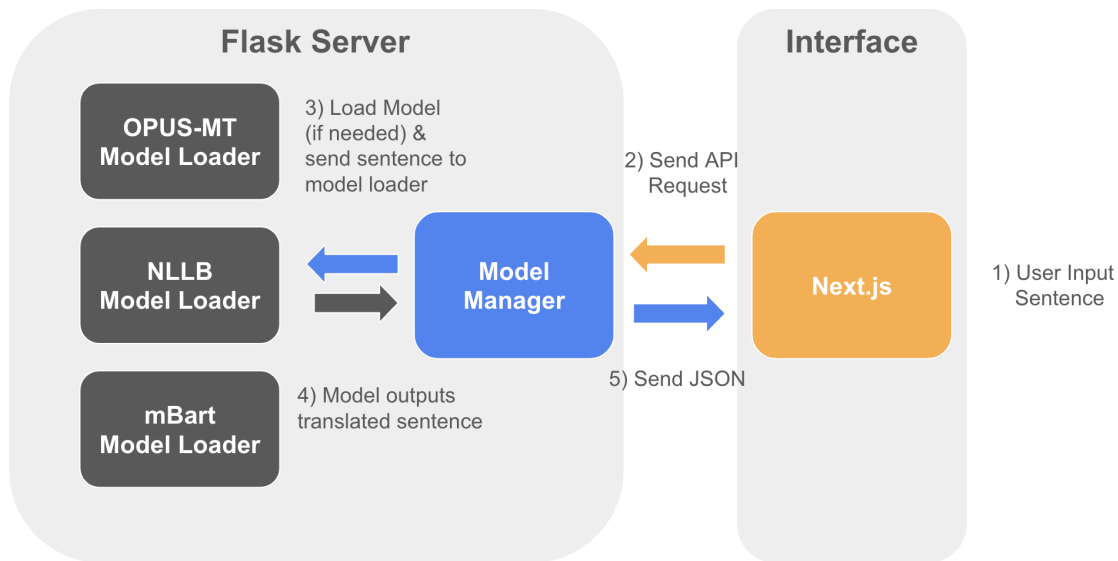 Flask Server
Interface
OPUS-MT
Model Loader
3) Load Model
(if needed) &
send sentence to
model loader
2) Send API
Request
NLLB
Model Loader
Model
Manager
Next.js
1) User Input
Sentence
mBart
Model Loader
4) Model outputs
translated sentence
5) Send JSON